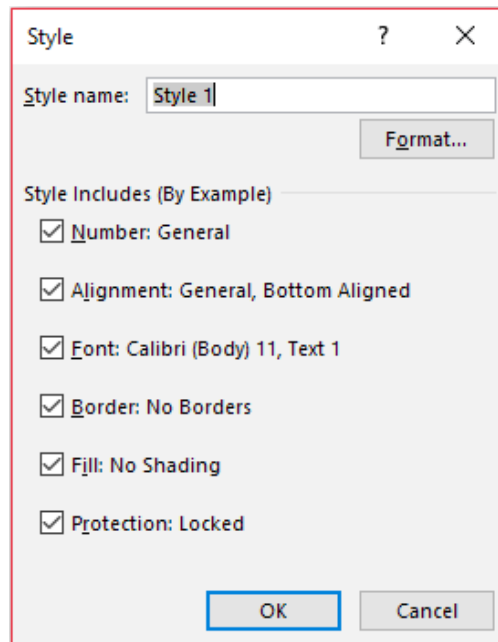 Style ? ×
Style name: Style 1
Format...
Style Includes (By Example)
Number: General
Alignment: General, Bottom Aligned
Font: Calibri (Body) 11, Text 1
Border: No Borders
Fill: No Shading
Protection: Locked
OK Cancel